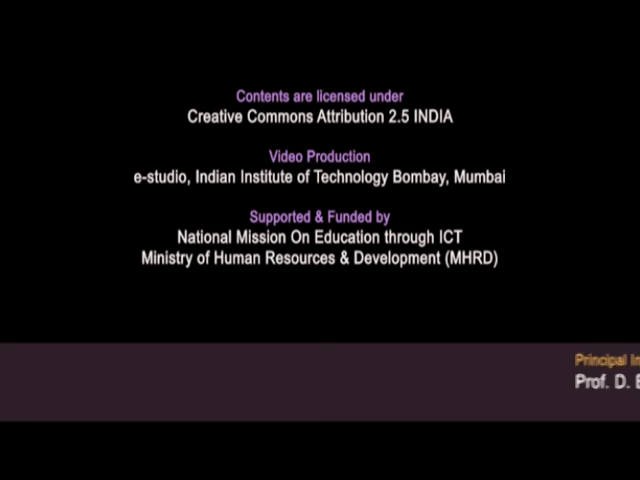 Contents are licensed under
Creative Commons Attribution 2.5 INDIA
Video Production
e-studio, Indian Institute of Technology Bombay, Mumbai
Supported & Funded by
National Mission On Education through ICT
Ministry of Human Resources & Development (MHRD)
Principal
Prof. D.